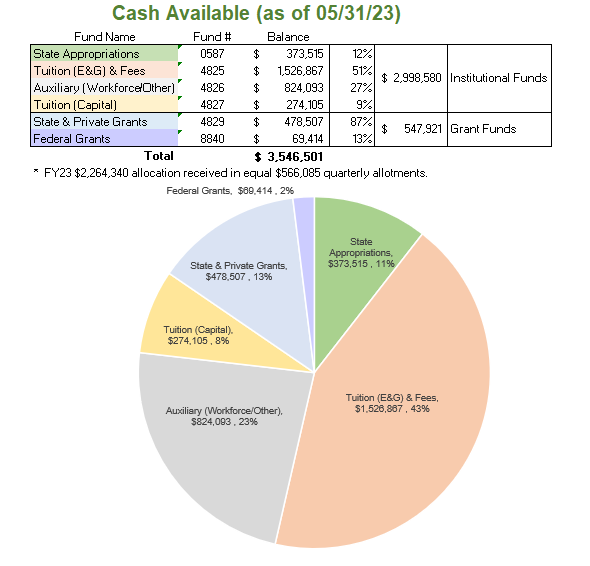 Cash Available (as of 05/31/23)
Fund Name Fund # Balance
State Appropriations 0587 $ 373,515 12%
Tuition (E&G) & Fees 4825 $ 1,526,867 51%
$ 2,998,580 Institutional Funds
Auxiliary (Workforce/Other) 4826 $ 824,093 27%
Tuition (Capital) 4827 $ 274,105 9%
State & Private Grants 4829 $ 478,507 87%
$ 547,921 Grant Funds
Federal Grants 8840 $ 69,414 13%
Total $ 3,546,501
* FY23 $2,264,340 allocation received in equal $566,085 quarterly allotments.
Federal Grants, $69,414 , 2%
State
Appropriations,
$373,515 , 11%
State & Private Grants,
$478,507 , 13%
Tuition (Capital),
$274,105 , 8%
Tuition (E&G) & Fees,
$1,526,867 , 43%
Auxiliary (Workforce/Other),
$824,093 , 23%